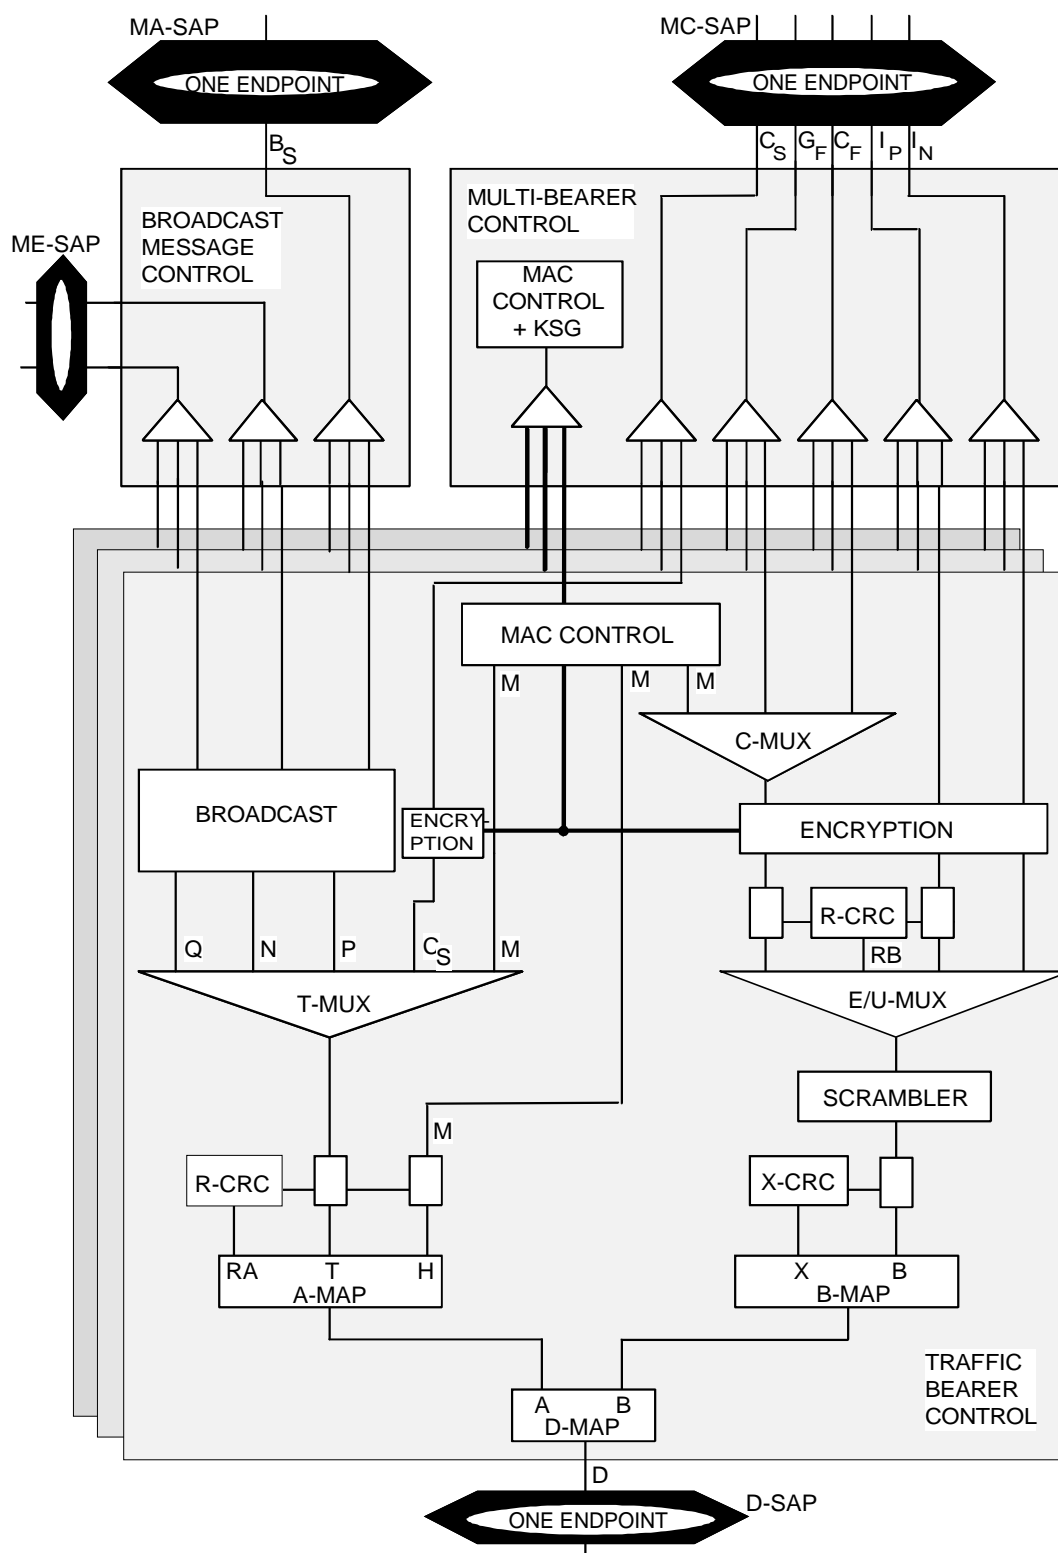 MA-SAP
MC-SAP
ONE ENDPOINT
ONE ENDPOINT
BS
CS GF CF IP IN
BROADCAST
MESSAGE
CONTROL
MULTI-BEARER
CONTROL
ME-SAP
MAC
CONTROL
+ KSG
MAC CONTROL
M
M
M
C-MUX
BROADCAST
ENCRY-
PTION
ENCRYPTION
R-CRC
Q
N
P
CS
M
RB
T-MUX
E/U-MUX
SCRAMBLER
M
R-CRC
X-CRC
RA
T
H
A-MAP
X
B
B-MAP
TRAFFIC
BEARER
CONTROL
A
B
D-MAP
D
D-SAP
ONE ENDPOINT